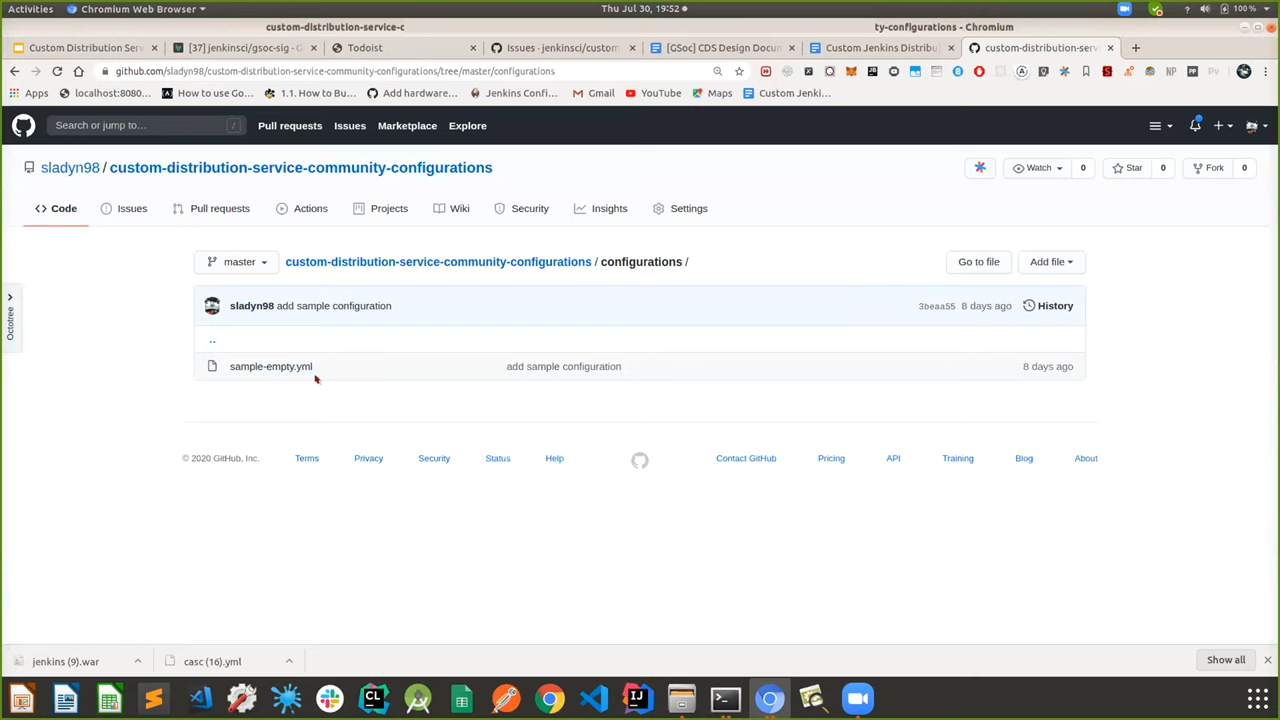 Activities
Chromium Web Browser
Thu Jul 30, 19:52
100 %
custom-distribution-service-c
ty-configurations - Chromium
Custom Distribution Ser
[37] jenkinsci/gsoc-sig - G
Todoist
Issues · jenkinsci/custom
[GSoc] CDS Design Docum
Custom Jenkins Distribu
custom-distribution-serv
github.com/sladyn98/custom-distribution-service-community-configurations/tree/master/configurations
Apps
localhost:8080...
How to use Go...
1.1. How to Bu...
Add hardware...
Jenkins Confi...
Gmail
YouTube
Maps
Custom Jenki...
Search or jump to...
/
Pull requests
Issues
Marketplace
Explore
sladyn98 / custom-distribution-service-community-configurations
Watch
0
Star
0
Fork
0
Code
Issues
Pull requests
Actions
Projects
Wiki
Security
Insights
Settings
master
custom-distribution-service-community-configurations / configurations /
Go to file
Add file
Octotree
sladyn98 add sample configuration
3beaa55
8 days ago
History
..
sample-empty.yml
add sample configuration
8 days ago
© 2020 GitHub, Inc.
Terms
Privacy
Security
Status
Help
Contact GitHub
Pricing
API
Training
Blog
About
jenkins (9).war
casc (16).yml
Show all